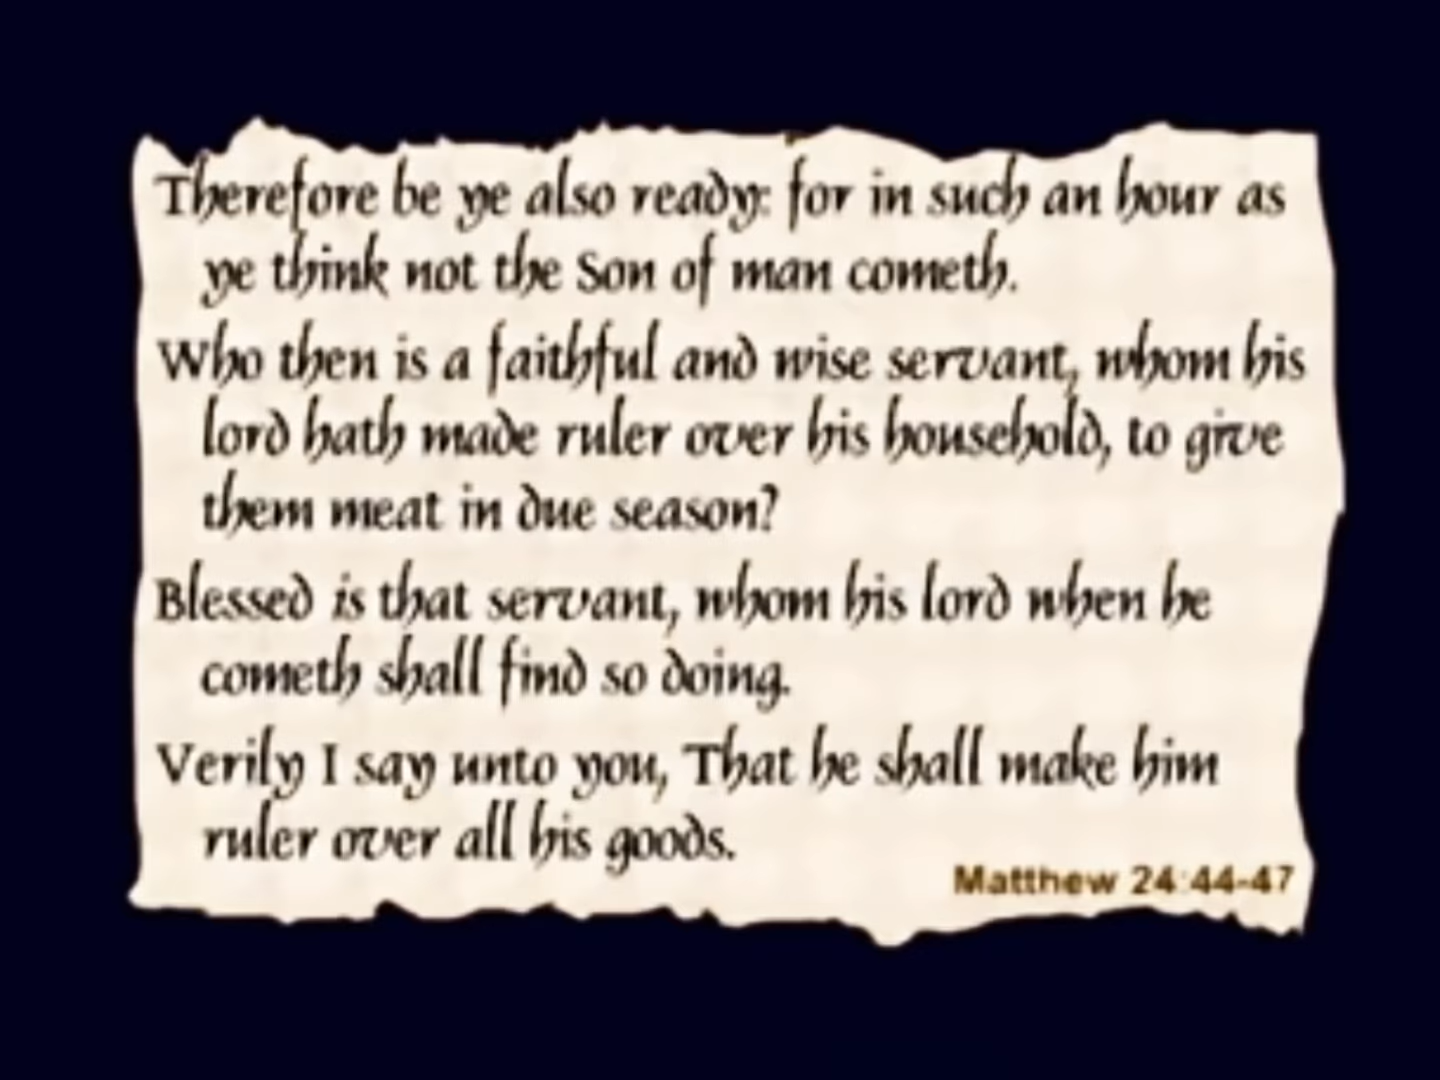 Therefore be ye also ready: for in such an hour as
ye think not the Son of man cometh.
Who then is a faithful and wise servant, whom his
lord hath made ruler over his household, to give
them meat in due season?
Blessed is that servant, whom his lord when he
cometh shall find so doing.
Verily I say unto you, That he shall make him
ruler over all his goods.
Matthew 24:44-47